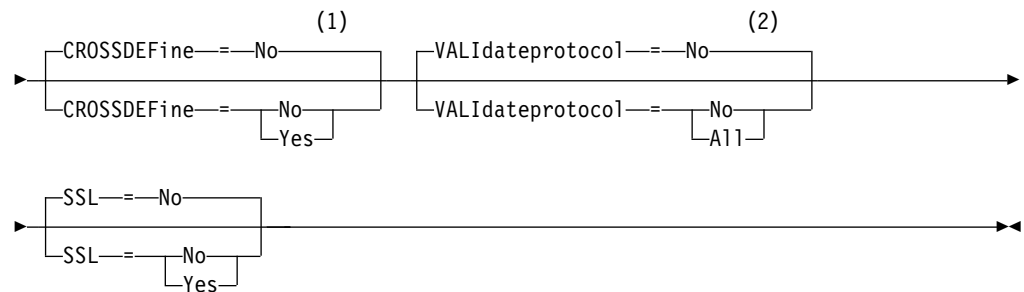 (1) (2)
CROSSDEFine = No VALIdateprotocol = No
CROSSDEFine = No VALIdateprotocol = No
Yes All
SSL = No
SSL = No
Yes